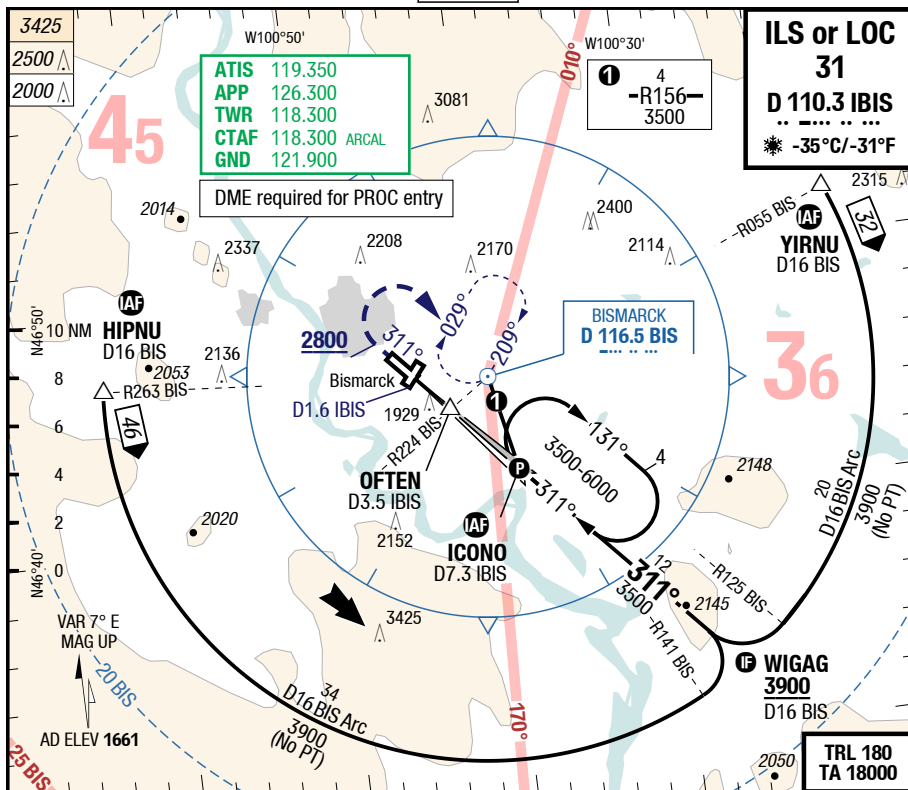 3425
2500
2000
45
W100°50'
ATIS 119.350
APP 126.300
TWR 118.300
CTAF 118.300 ARCAL
GND 121.900
DME required for PROC entry
3081
010°
W100°30'
1
4
R156
3500
ILS or LOC
31
D 110.3 IBIS
-35°C/-31°F
2315
R055 BIS
32
IAF
YIRNU
D16 BIS
2014
2337
2208
2170
2400
2114
N46°50'
10 NM
8
6
4
2
0
N46°40'
IAF
HIPNU
D16 BIS
2053
R263 BIS
46
2136
2800
311°
029°
209°
BISMARCK
D 116.5 BIS
36
Bismarck
D1.6 IBIS
1929
R224 BIS
1
OFTEN
D3.5 IBIS
P
311°
131°
3500-6000
4
2148
20
D16 BIS Arc
3900
(No PT)
IAF
ICONO
D7.3 IBIS
2152
2020
12
311°
3500
R125 BIS
2145
R141 BIS
3425
IF WIGAG
3900
D16 BIS
VAR 7° E
MAG UP
20 BIS
AD ELEV 1661
25 BIS
34
D16 BIS Arc
3900
(No PT)
170°
2050
TRL 180
TA 18000